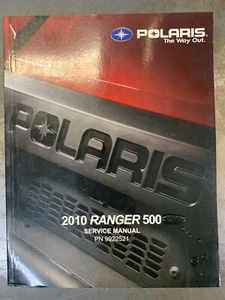 POLARIS®
The Way Out.
POLARIS
2010 RANGER 500
SERVICE MANUAL
PN 9922521